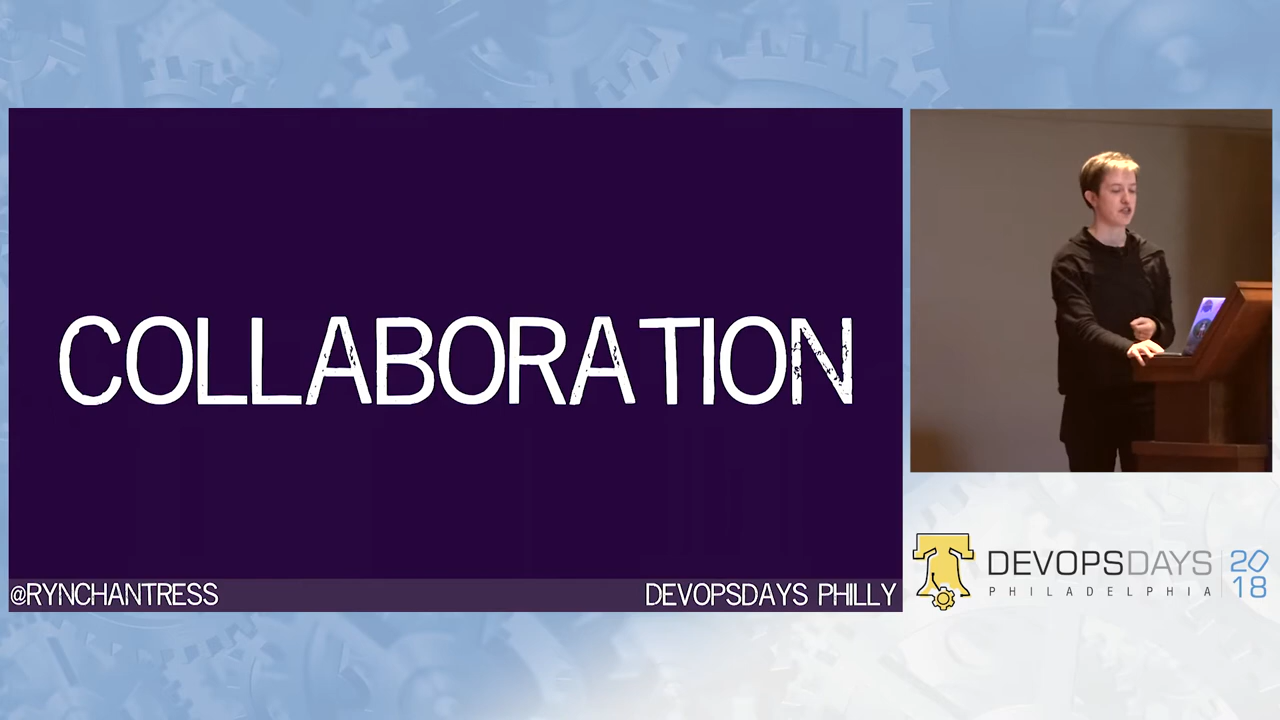 COLLABORATION
@RYNCHANTRESS
DEVOPSDAYS PHILLY
DEVOPSDAYS
PHILADELPHIA
20
18